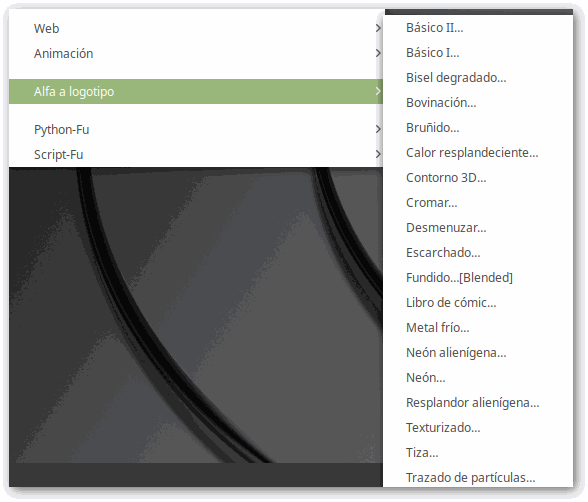 Web
Animación
Alfa a logotipo
Python-Fu
Script-Fu
Básico II...
Básico I...
Bisel degradado...
Bovinación...
Bruñido...
Calor resplandeciente...
Contorno 3D...
Cromar...
Desmenuzar...
Escarchado...
Fundido...[Blended]
Libro de cómic...
Metal frío...
Neón alienígena...
Neón...
Resplandor alienígena...
Texturizado...
Tiza...
Trazado de partículas...